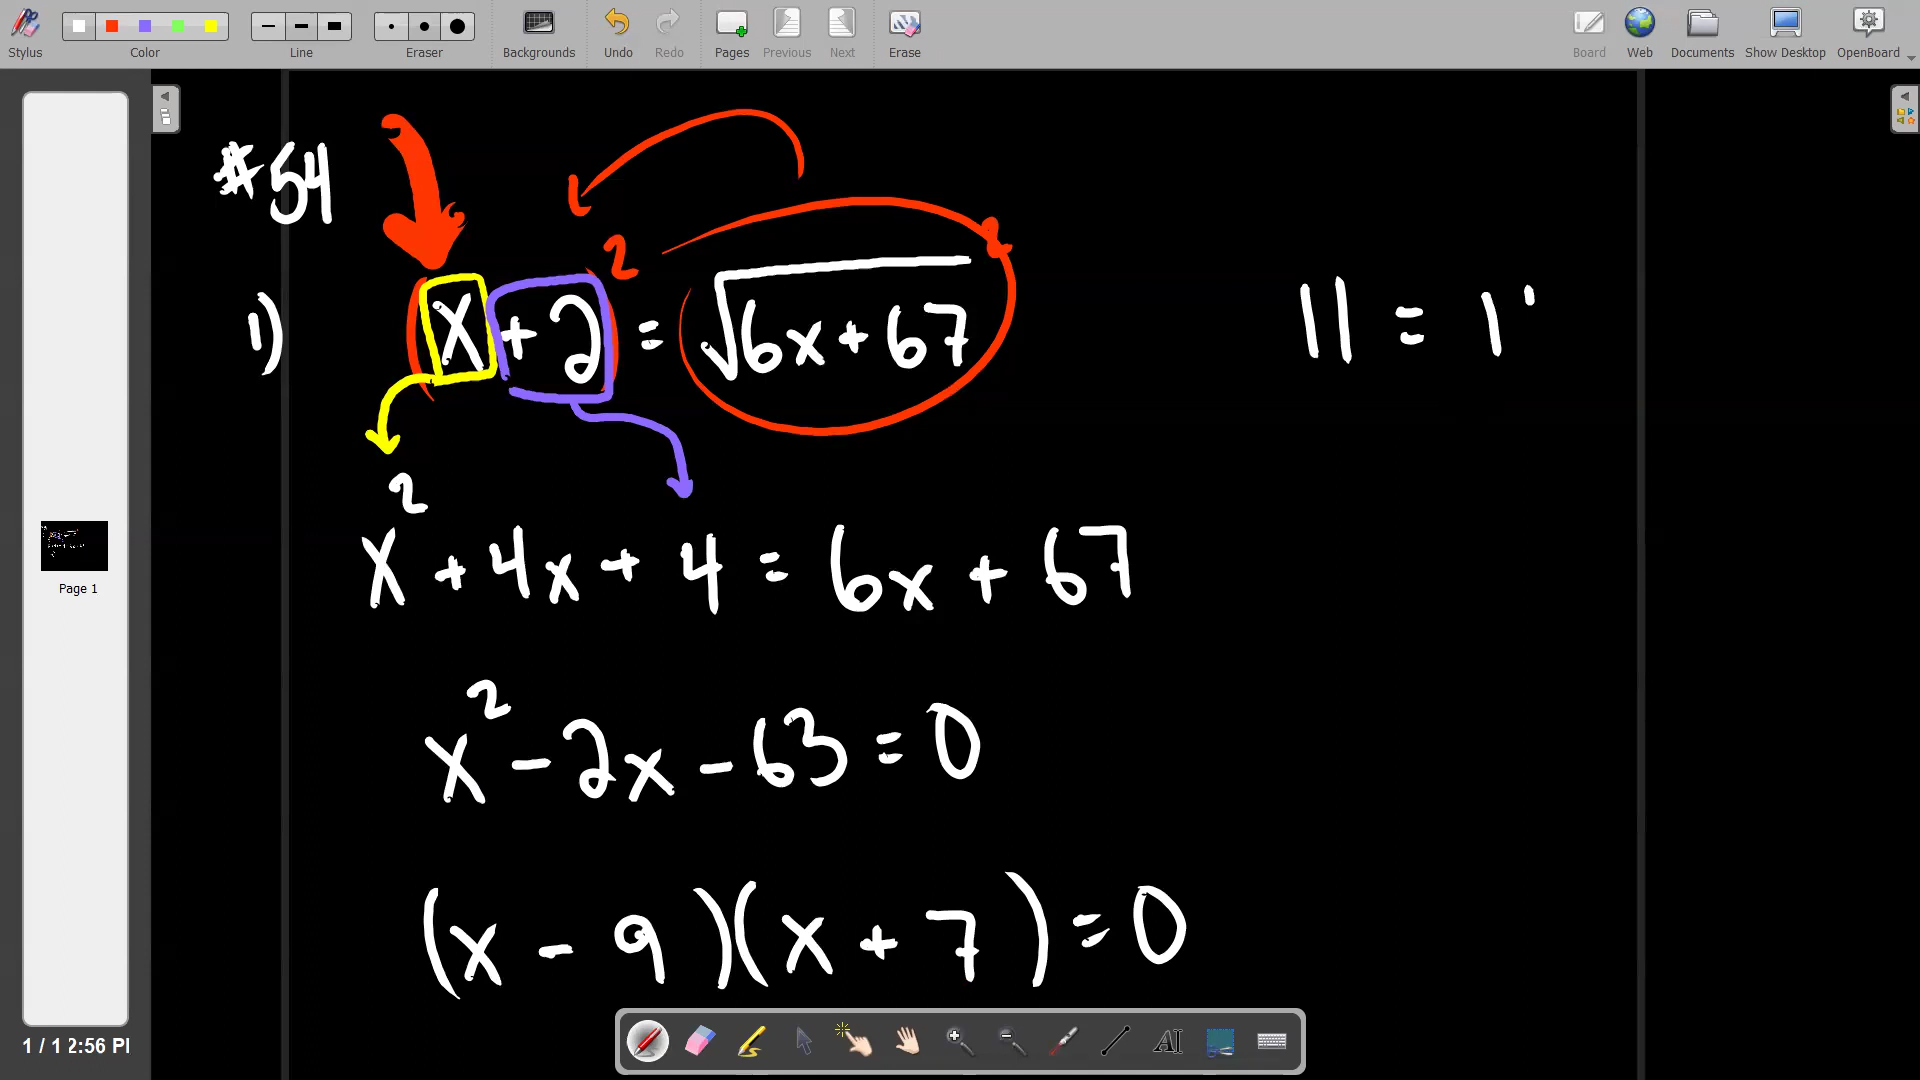 Stylus Color Line Eraser Backgrounds Undo Redo Pages Previous Next Erase Board Web Documents Show Desktop OpenBoard
#54
1) (x + 2)² = √6x + 67 11 = 1'
x² + 4x + 4 = 6x + 67
Page 1
x² - 2x - 63 = 0
(x - 9)(x + 7) = 0
1 / 1 2:56 PM